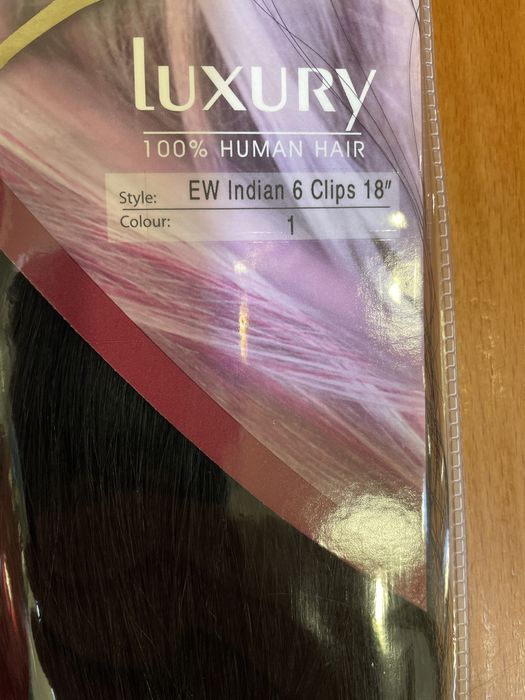 Luxury
100% HUMAN HAIR
Style: EW Indian 6 Clips 18"
Colour: 1